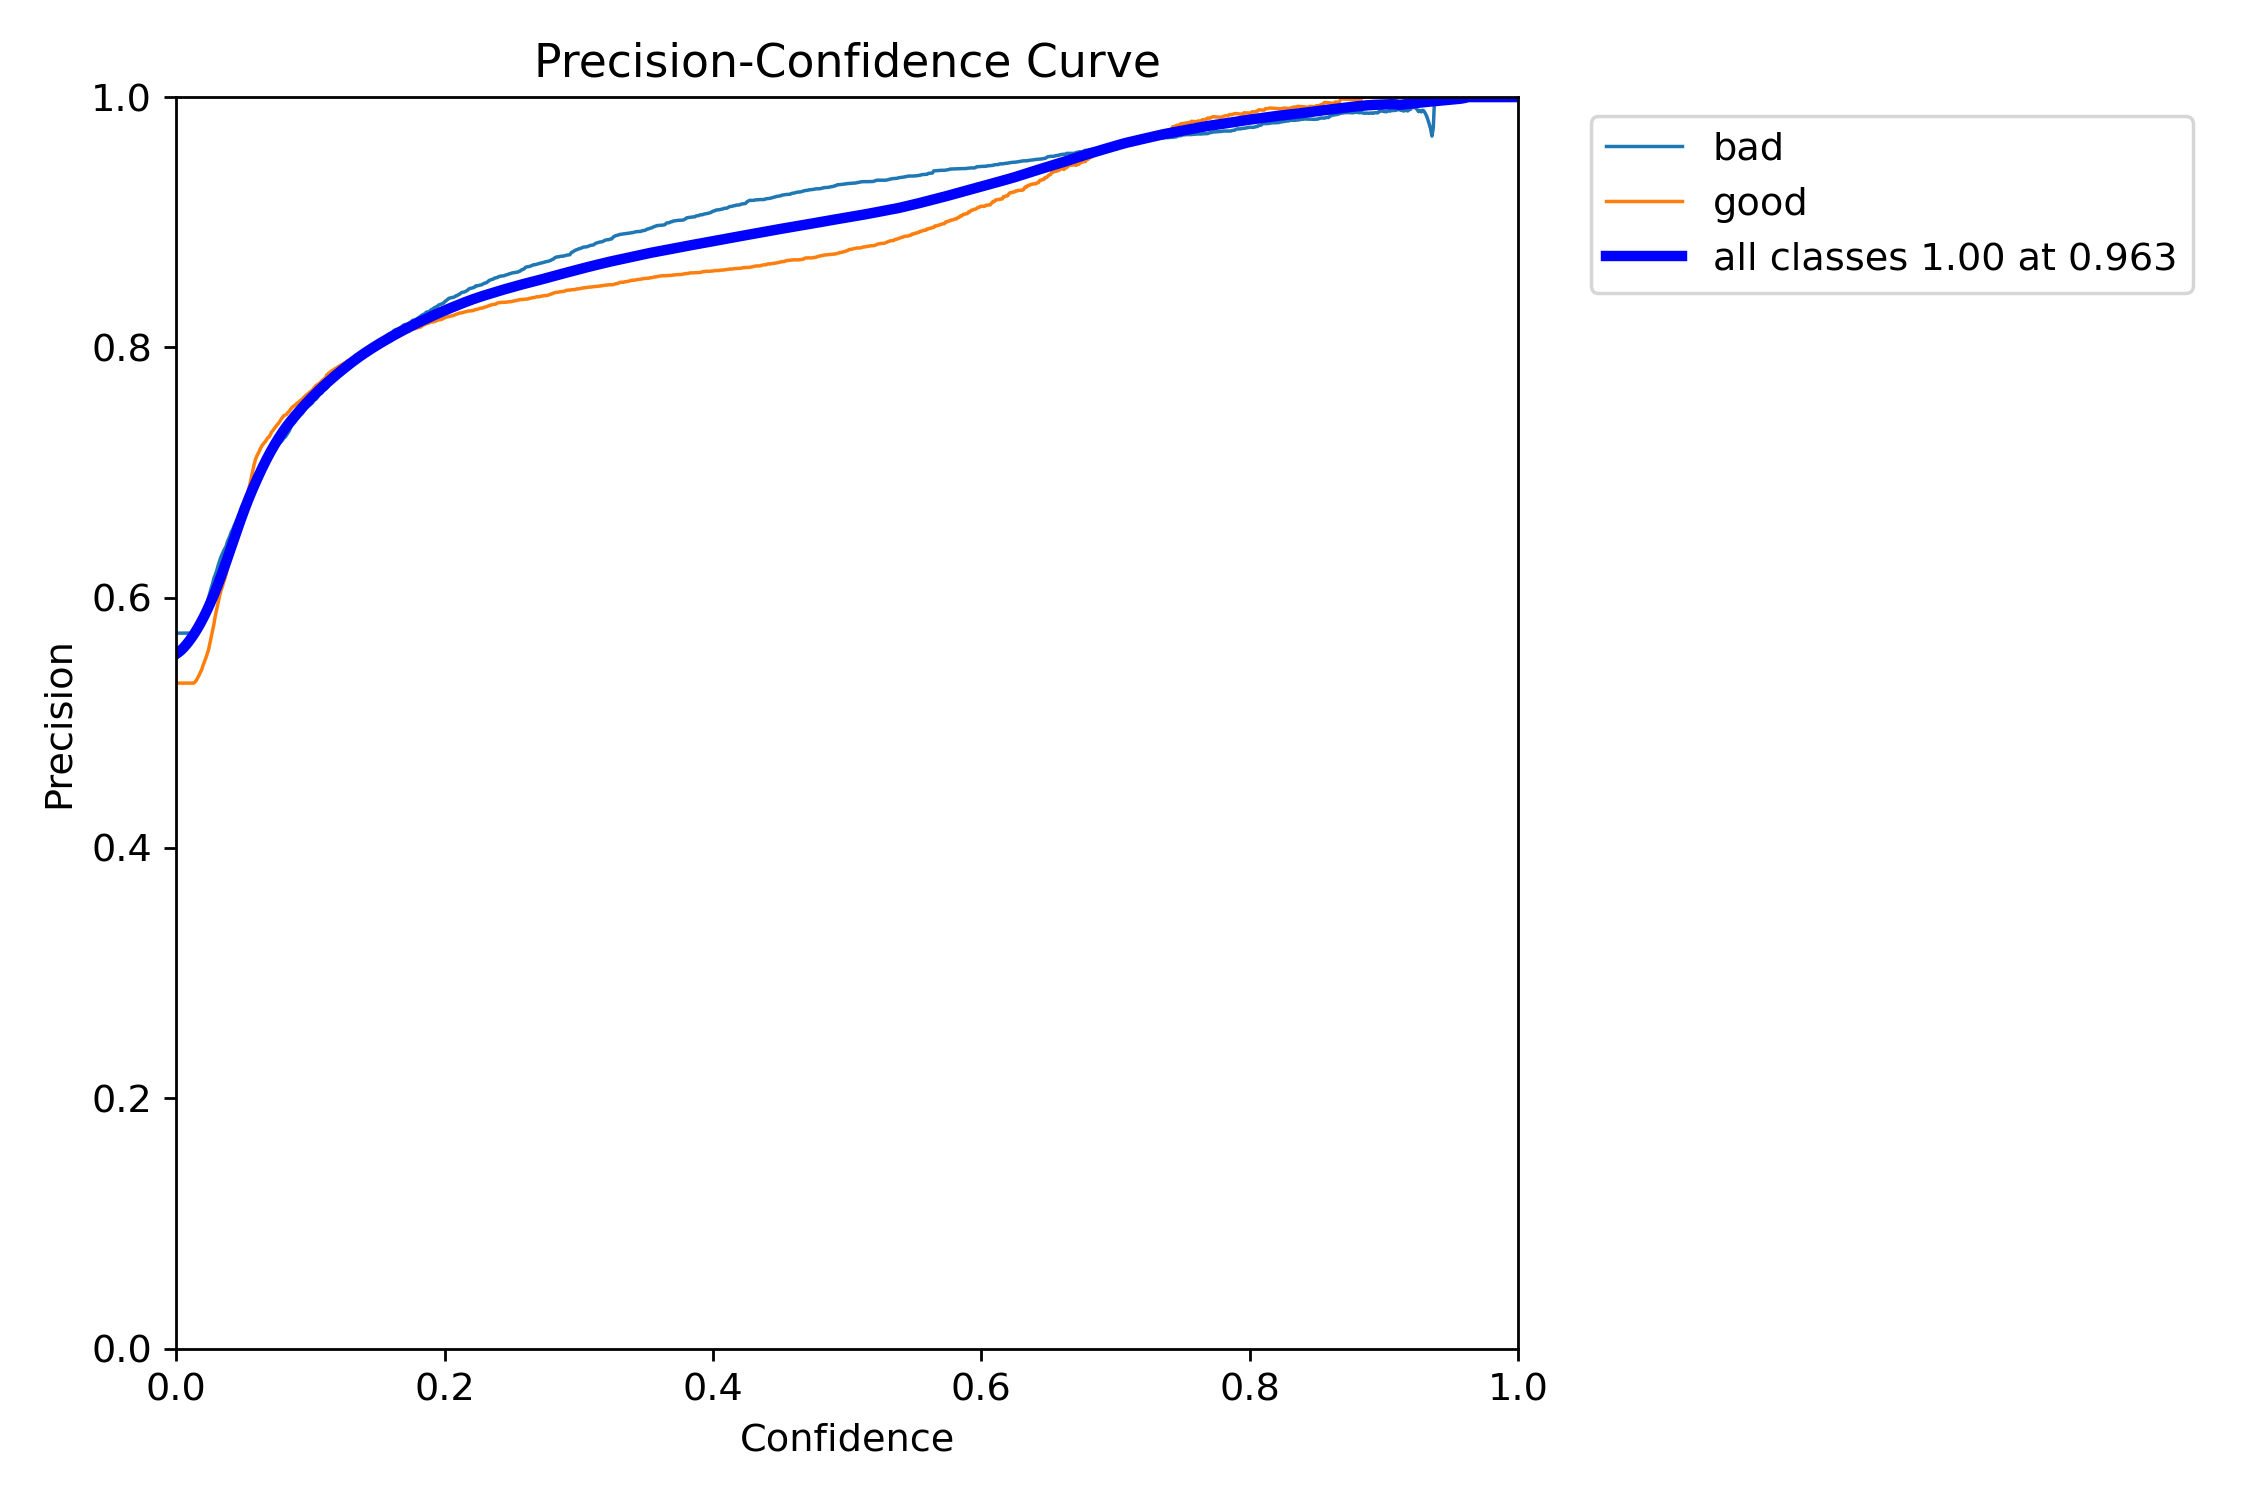 Precision-Confidence Curve
1.0
0.8
0.6
0.4
0.2
0.0
Precision
0.0 0.2 0.4 0.6 0.8 1.0
Confidence
bad
good
all classes 1.00 at 0.963